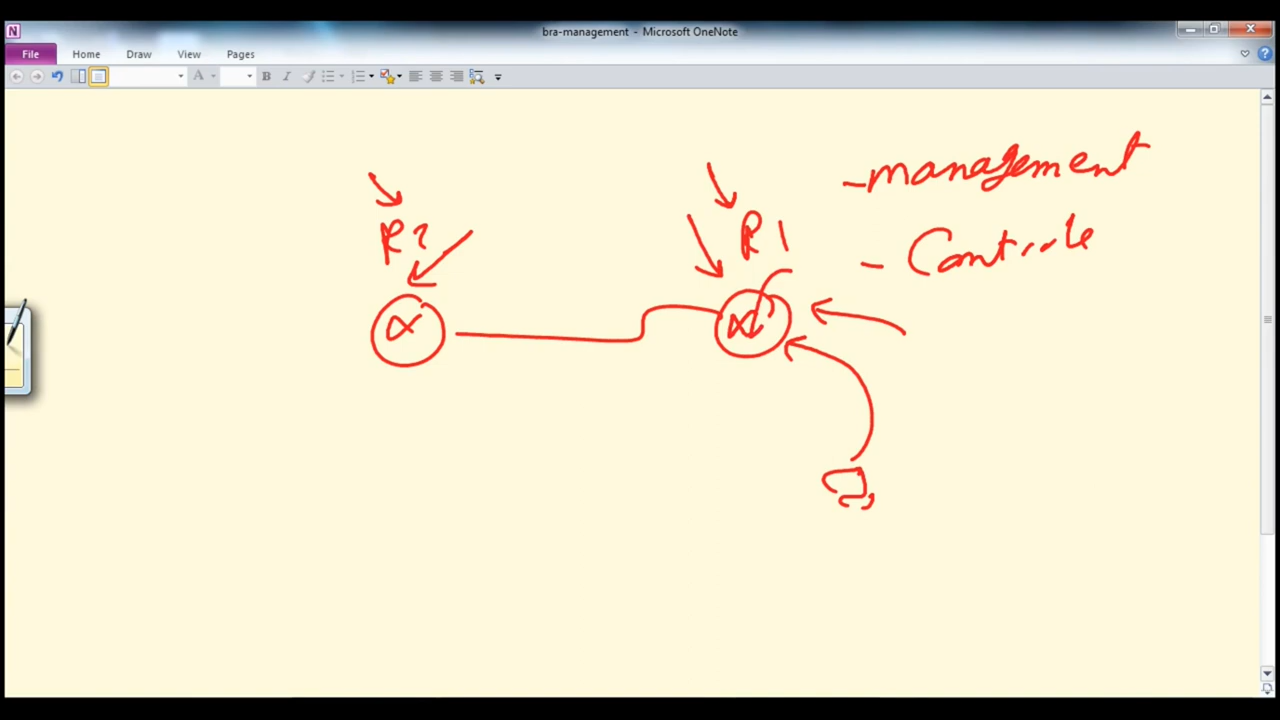 bra-management - Microsoft OneNote
File Home Draw View Pages
A B I
- management
R2 R1
- Controle